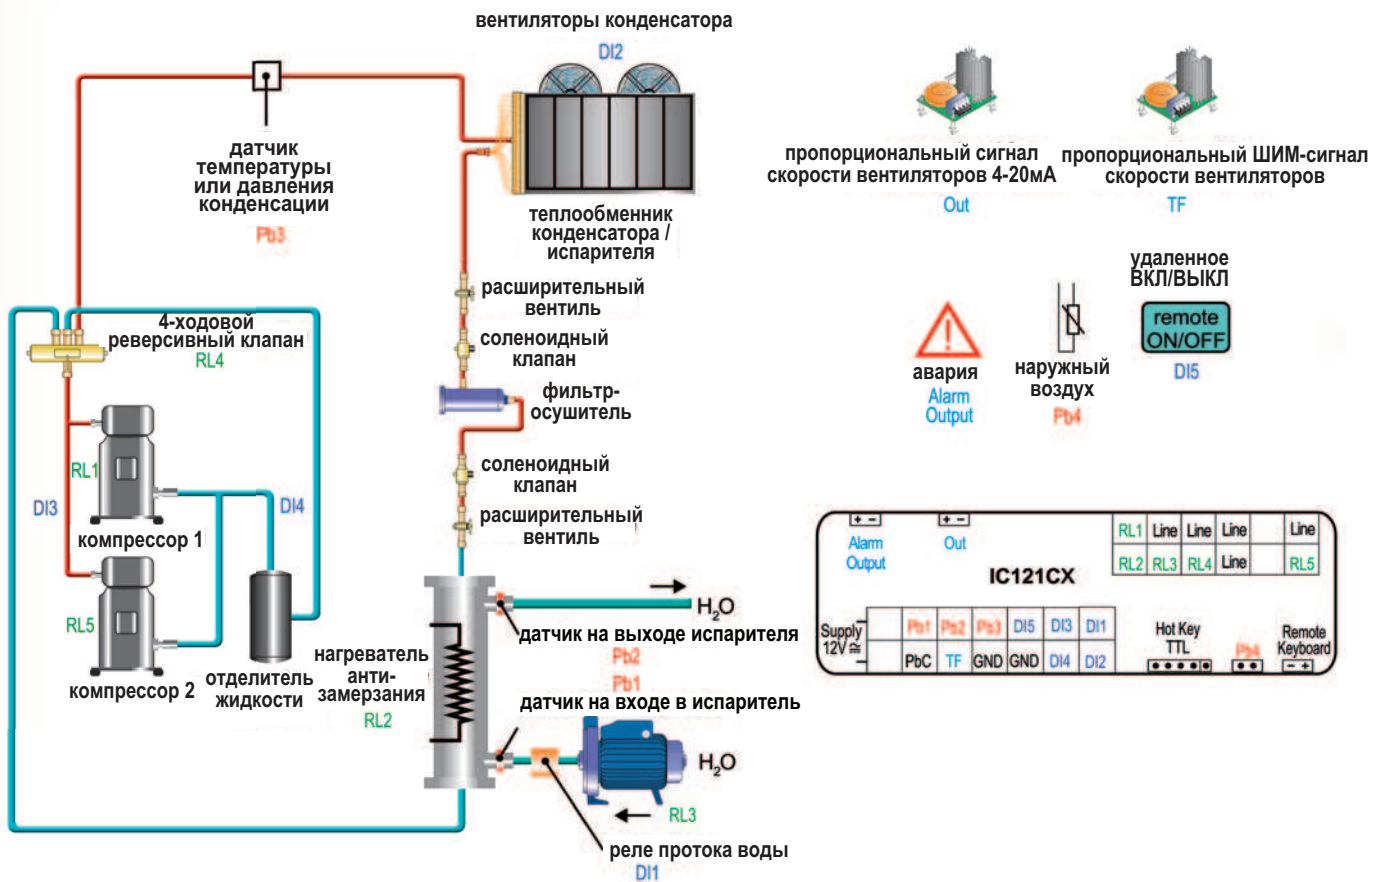 вентиляторы конденсатора
DI2
датчик
температуры
или давления
конденсации
Pb3
теплообменник
конденсатора /
испарителя
пропорциональный сигнал
скорости вентиляторов 4-20мА
Out
пропорциональный ШИМ-сигнал
скорости вентиляторов
TF
расширительный
вентиль
соленоидный
клапан
фильтр-
осушитель
соленоидный
клапан
расширительный
вентиль
4-ходовой
реверсивный клапан
RL4
RL1
DI3
DI4
компрессор 1
RL5
компрессор 2
отделитель
жидкости
нагреватель
анти-
замерзания
RL2
H2O
датчик на выходе испарителя
Pb2
Pb1
датчик на входе в испаритель
H2O
RL3
реле протока воды
DI1
авария
Alarm
Output
наружный
воздух
Pb4
удаленное
ВКЛ/ВЫКЛ
remote
ON/OFF
DI5
+ - + -
Alarm
Output
Out
IC121CX
RL1 Line Line Line Line
RL2 RL3 RL4 Line RL5
Supply
12V ≅
Pb1 Pb2 Pb3 DI5 DI3 DI1
PbC TF GND GND DI4 DI2
Hot Key
TTL
Pb4
Remote
Keyboard
- +